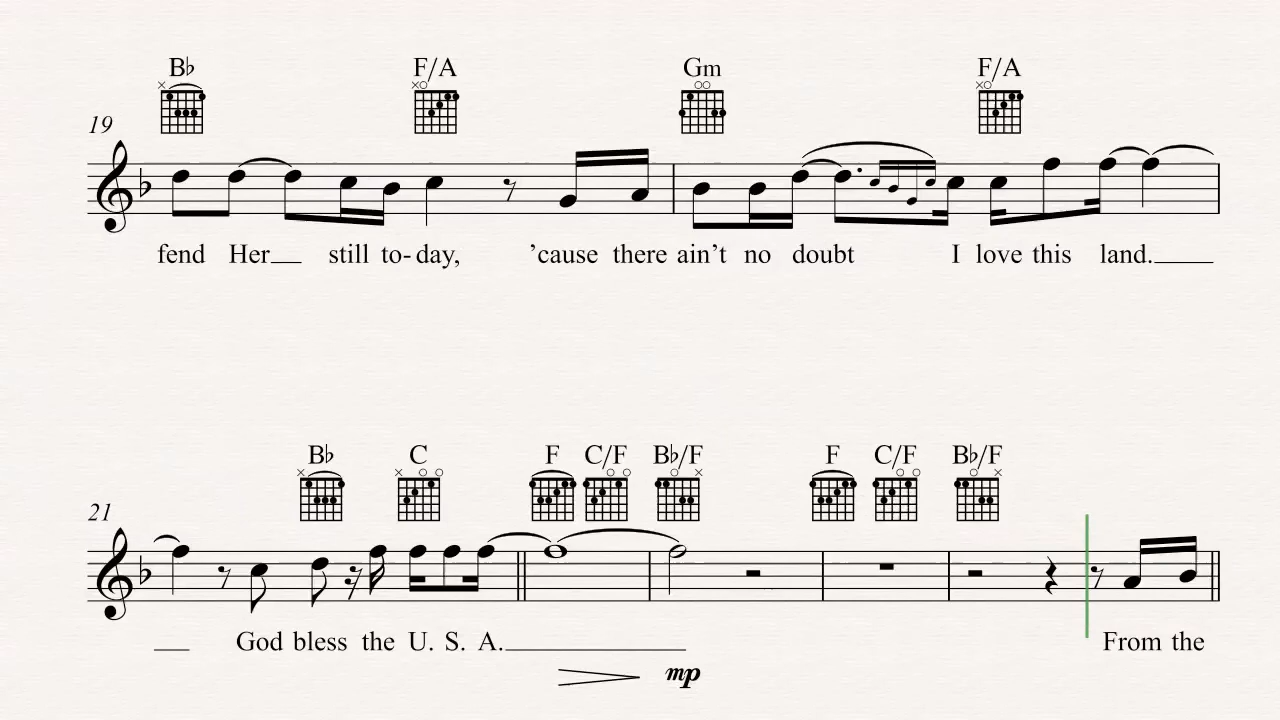 B♭ F/A Gm F/A
19
fend Her still to- day, ’cause there ain’t no doubt I love this land.
B♭ C F C/F B♭/F F C/F B♭/F
21
God bless the U. S. A. From the
mp